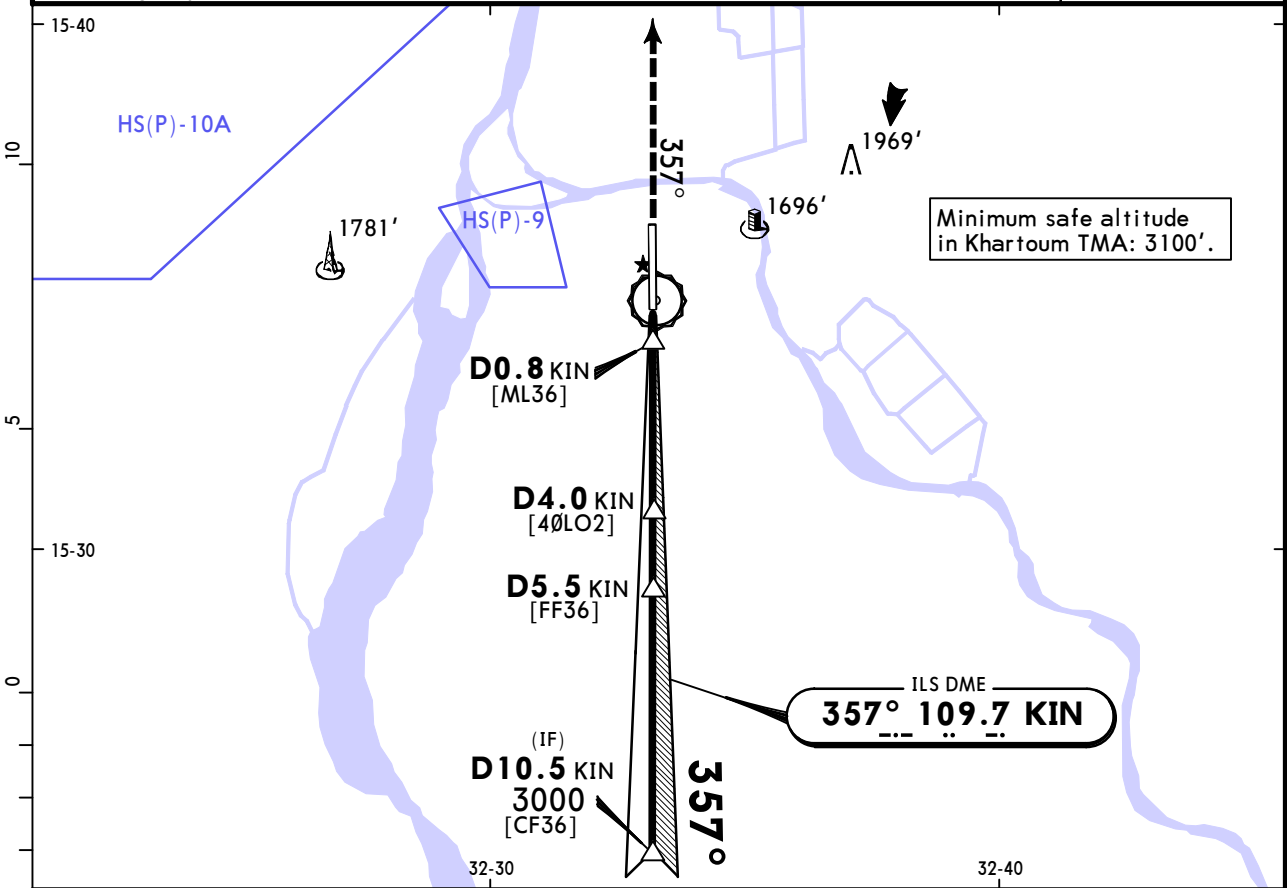 15-40
HS(P)-10A
10
357°
1969'
1781'
HS(P)-9
1696'
Minimum safe altitude
in Khartoum TMA: 3100'.
D0.8 KIN
[ML36]
5
D4.0 KIN
[4ØLO2]
15-30
D5.5 KIN
[FF36]
0
ILS DME
357° 109.7 KIN
(IF)
D10.5 KIN
3000
[CF36]
357°
32-30
32-40